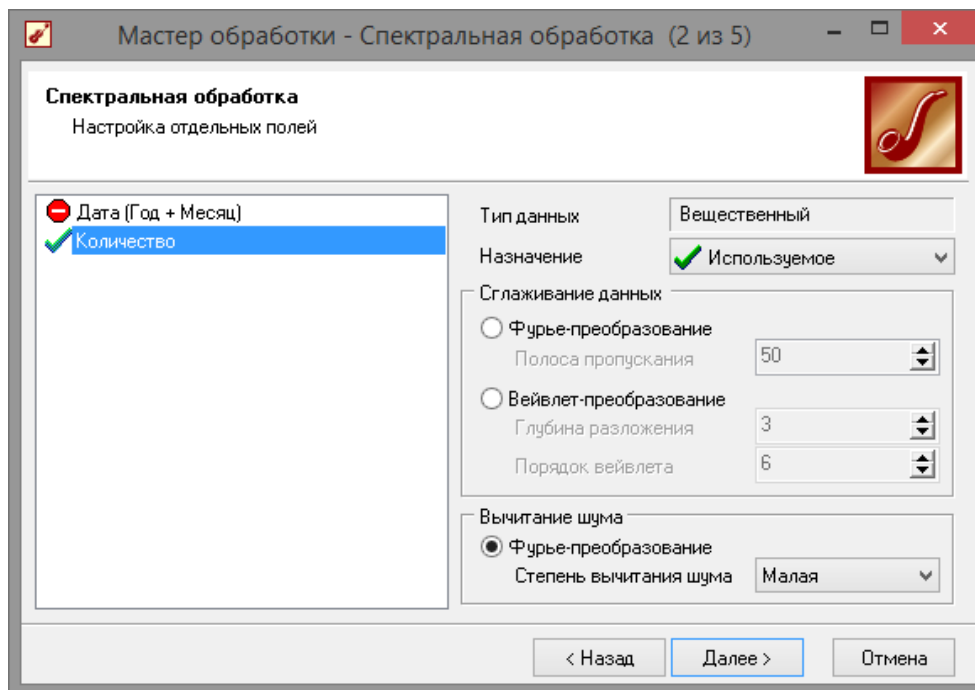 Мастер обработки - Спектральная обработка (2 из 5)
Спектральная обработка
Настройка отдельных полей
Дата (Год + Месяц)
Количество
Тип данных Вещественный
Назначение Используемое
Сглаживание данных
Фурье-преобразование
Полоса пропускания 50
Вейвлет-преобразование
Глубина разложения 3
Порядок вейвлета 6
Вычитание шума
Фурье-преобразование
Степень вычитания шума Малая
< Назад Далее > Отмена